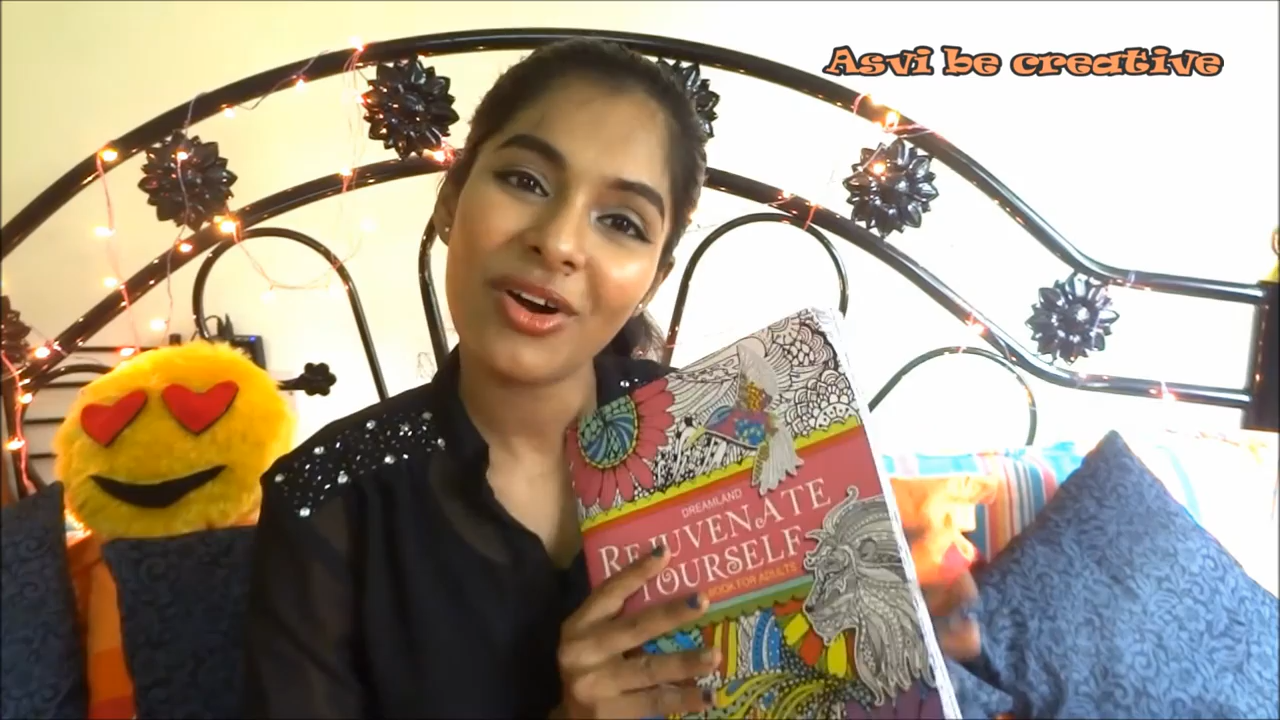 Asvi be creative
DREAMLAND
REJUVENATE
YOURSELF
BOOK FOR ADULTS